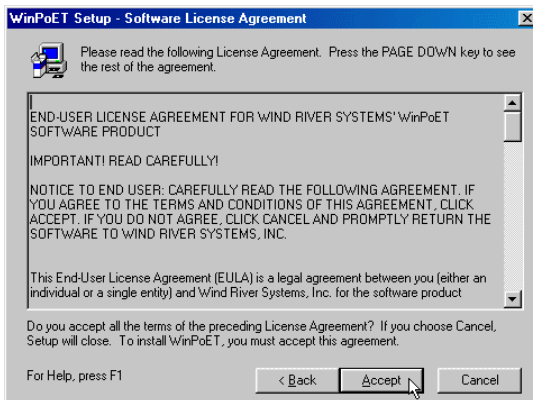 WinPoET Setup - Software License Agreement
Please read the following License Agreement. Press the PAGE DOWN key to see
the rest of the agreement.
END-USER LICENSE AGREEMENT FOR WIND RIVER SYSTEMS' WinPoET
SOFTWARE PRODUCT
IMPORTANT! READ CAREFULLY!
NOTICE TO END USER: CAREFULLY READ THE FOLLOWING AGREEMENT. IF
YOU AGREE TO THE TERMS AND CONDITIONS OF THIS AGREEMENT, CLICK
ACCEPT. IF YOU DO NOT AGREE, CLICK CANCEL AND PROMPTLY RETURN THE
SOFTWARE TO WIND RIVER SYSTEMS, INC.
This End-User License Agreement (EULA) is a legal agreement between you (either an
individual or a single entity) and Wind River Systems, Inc. for the software product
Do you accept all the terms of the preceding License Agreement? If you choose Cancel,
Setup will close. To install WinPoET, you must accept this agreement.
For Help, press F1
< Back
Accept
Cancel